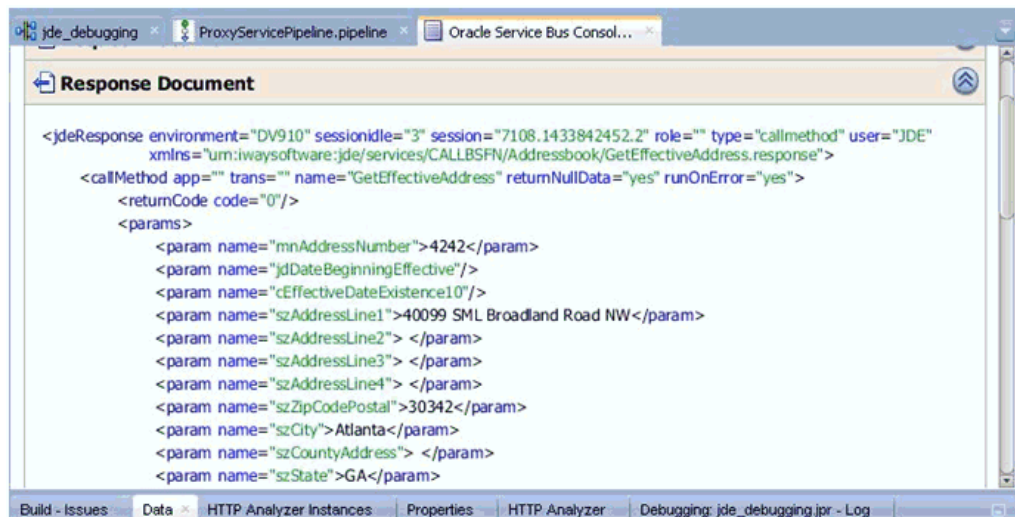 jde_debugging
ProxyServicePipeline.pipeline
Oracle Service Bus Consol...
Response Document
<jdeResponse environment="DV910" sessionidle="3" session="7108.1433842452.2" role="" type="callmethod" user="JDE"
xmlns="urn:iwaysoftware:jde/services/CALLBSFN/Addressbook/GetEffectiveAddress.response">
<callMethod app="" trans="" name="GetEffectiveAddress" returnNullData="yes" runOnError="yes">
<returnCode code="0"/>
<params>
<param name="mnAddressNumber">4242</param>
<param name="jdDateBeginningEffective"/>
<param name="cEffectiveDateExistence10"/>
<param name="szAddressLine1">40099 SML Broadland Road NW</param>
<param name="szAddressLine2"> </param>
<param name="szAddressLine3"> </param>
<param name="szAddressLine4"> </param>
<param name="szZipCodePostal">30342</param>
<param name="szCity">Atlanta</param>
<param name="szCountyAddress"> </param>
<param name="szState">GA</param>
Build - Issues
Data
HTTP Analyzer Instances
Properties
HTTP Analyzer
Debugging: jde_debugging.jpr - Log